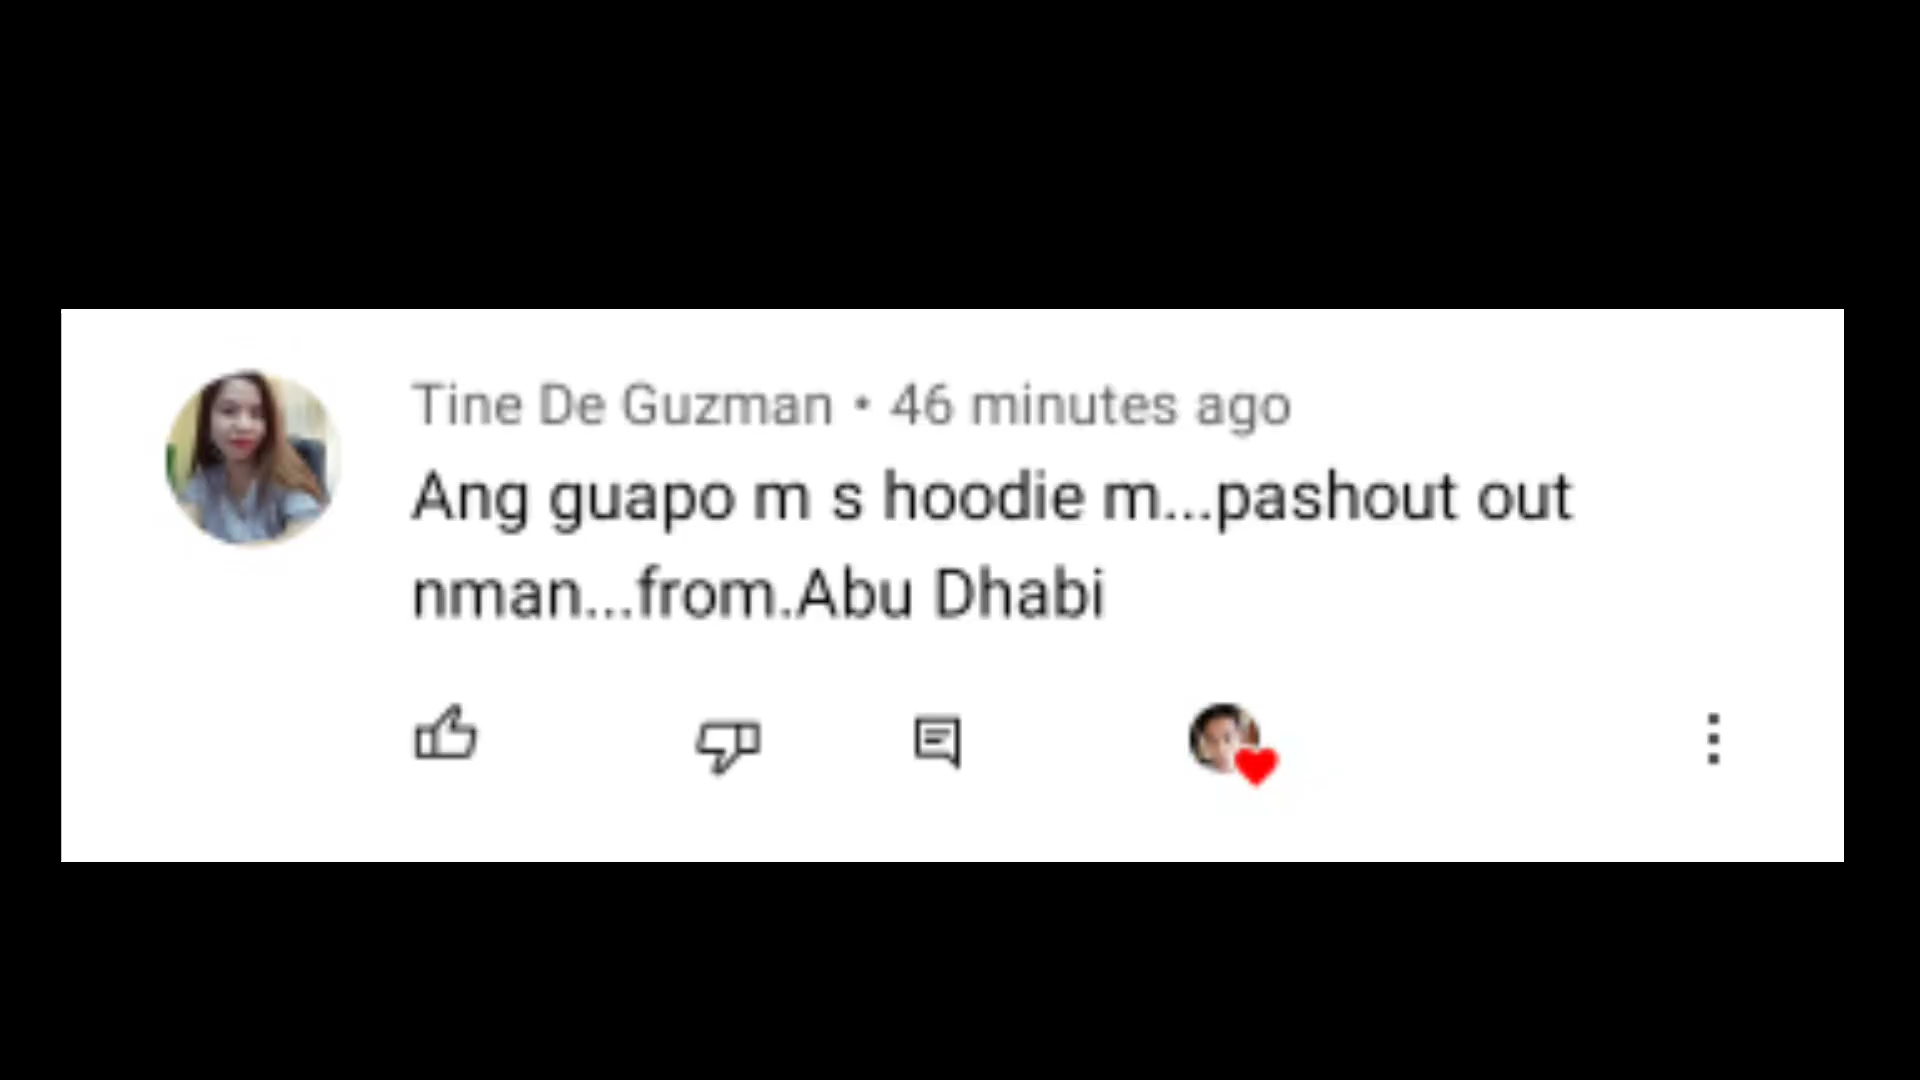 Tine De Guzman • 46 minutes ago
Ang guapo m s hoodie m...pashout out
nman...from.Abu Dhabi